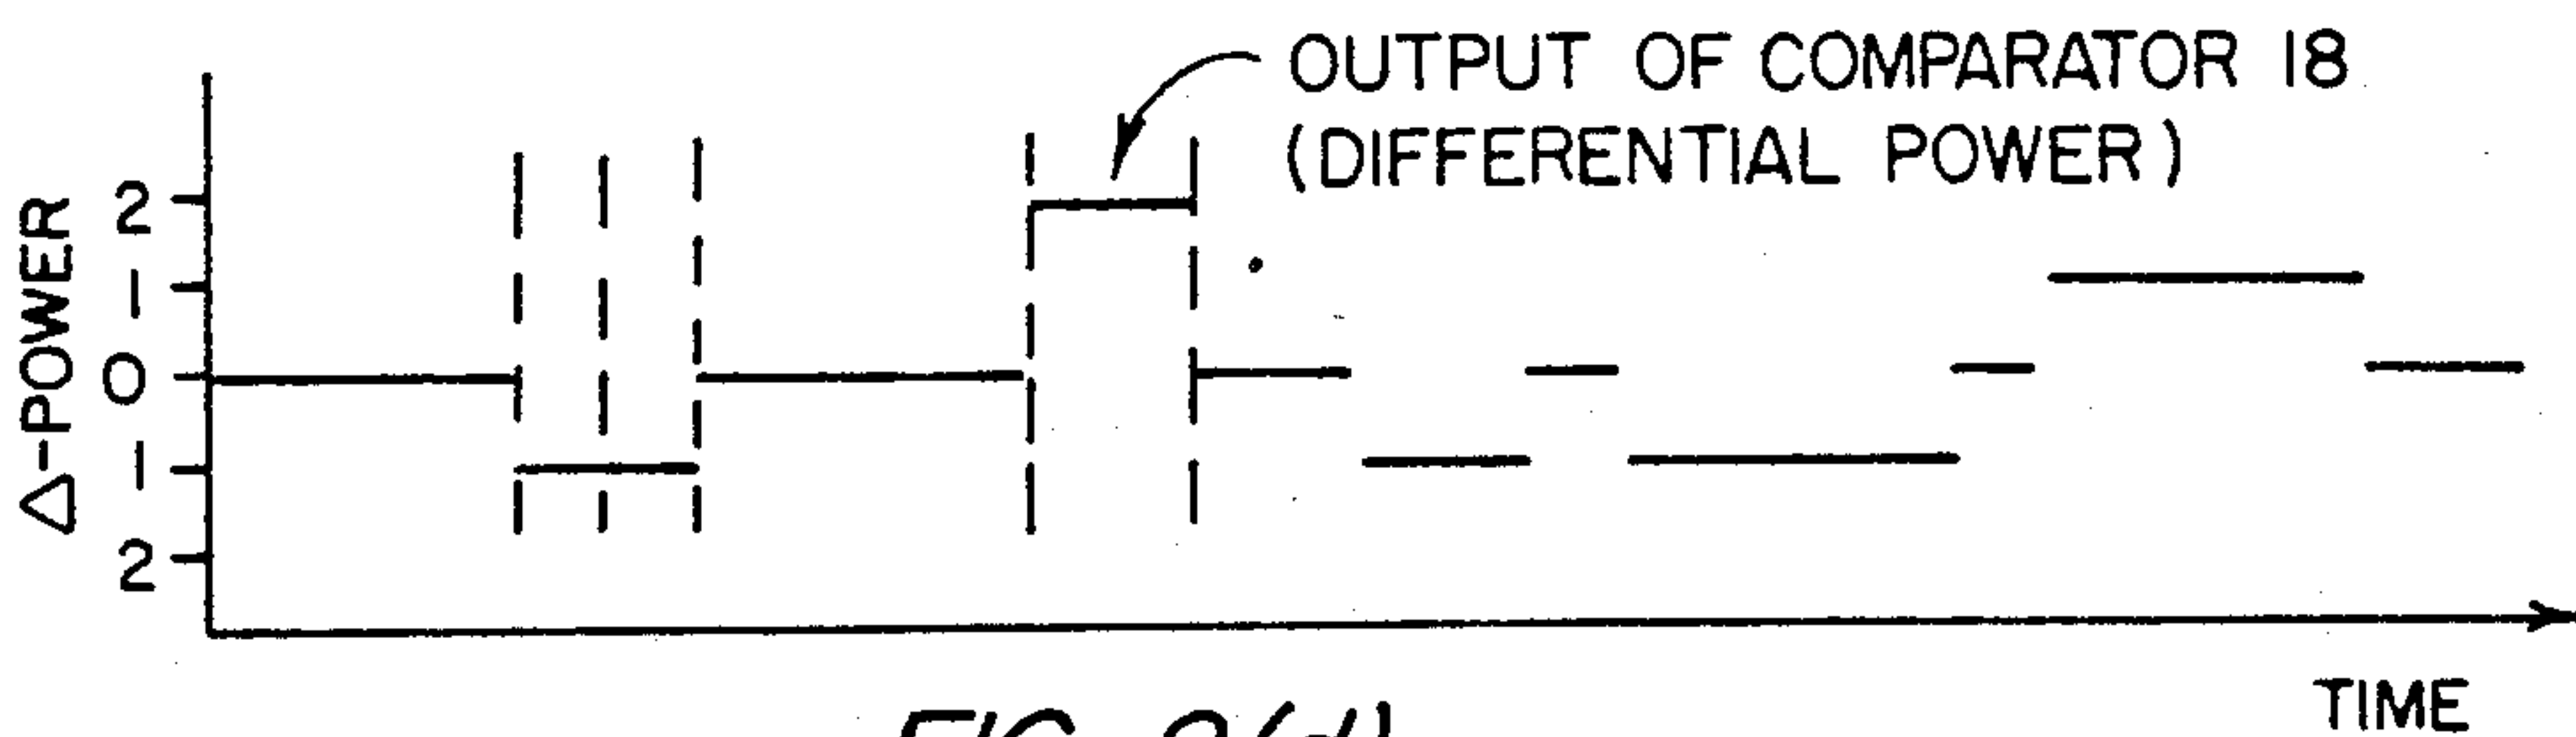 OUTPUT OF COMPARATOR 18
(DIFFERENTIAL POWER)
Δ-POWER
2
1
0
1
2
TIME